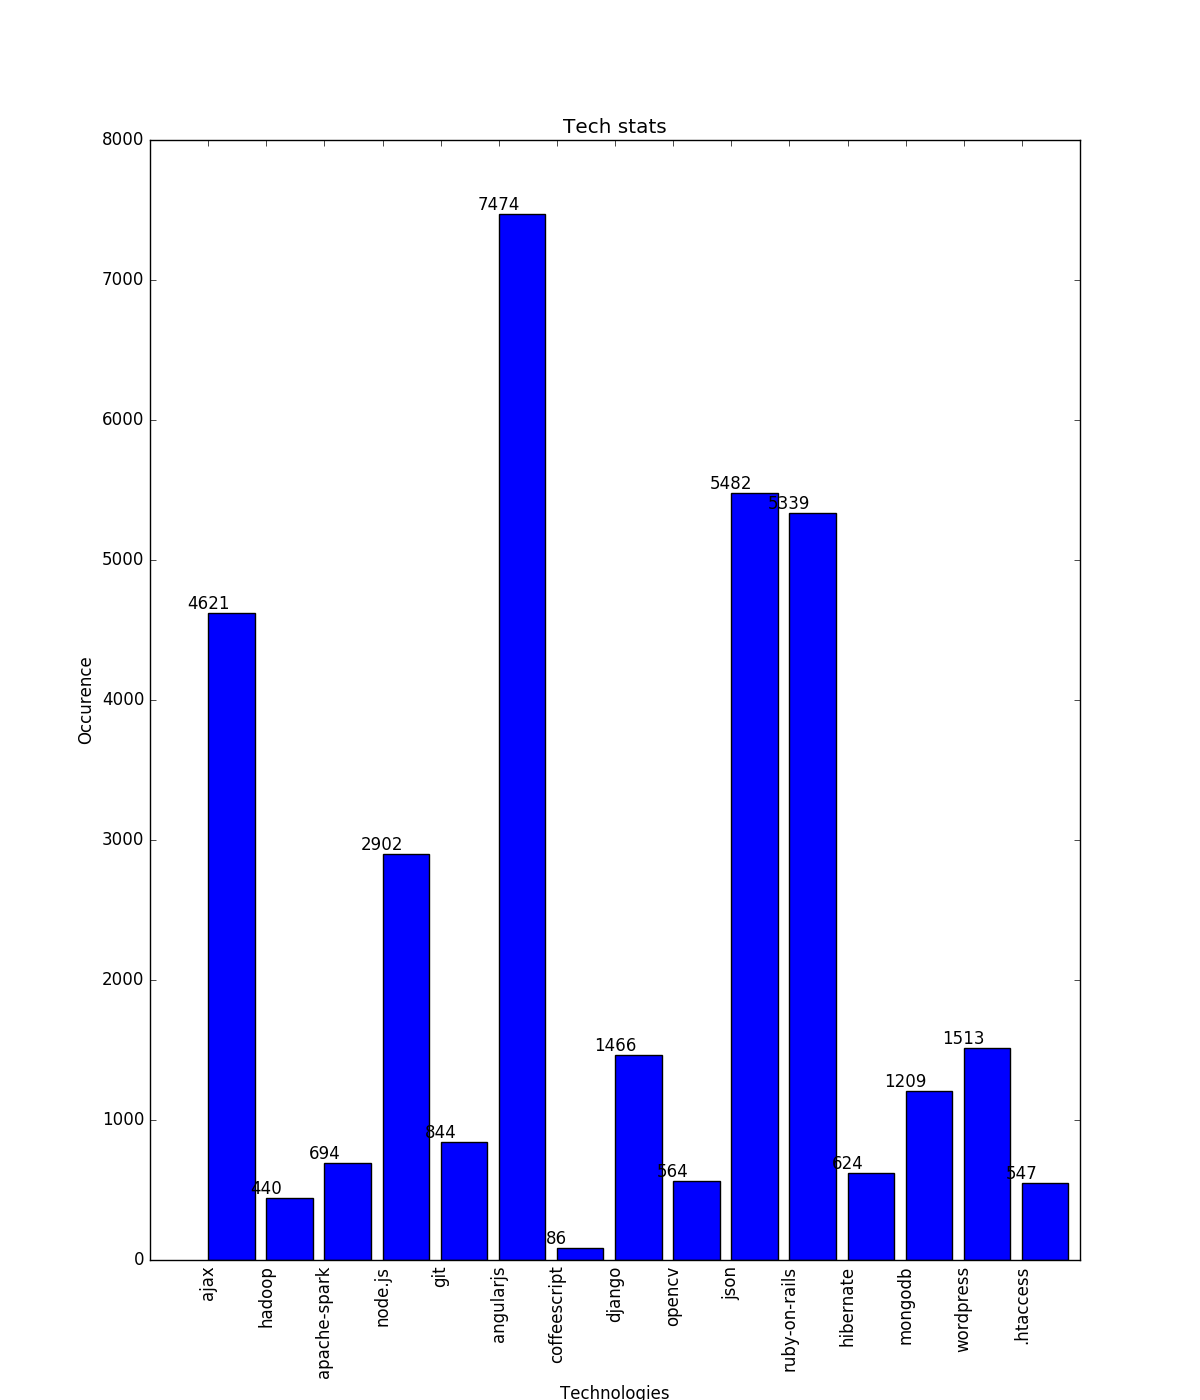 Tech stats
8000
7000
6000
5000
4000
3000
2000
1000
0
Occurence
4621
440
694
2902
844
7474
86
1466
564
5482
5339
624
1209
1513
547
ajax
hadoop
apache-spark
node.js
git
angularjs
coffeescript
django
opencv
json
ruby-on-rails
hibernate
mongodb
wordpress
.htaccess
Technologies